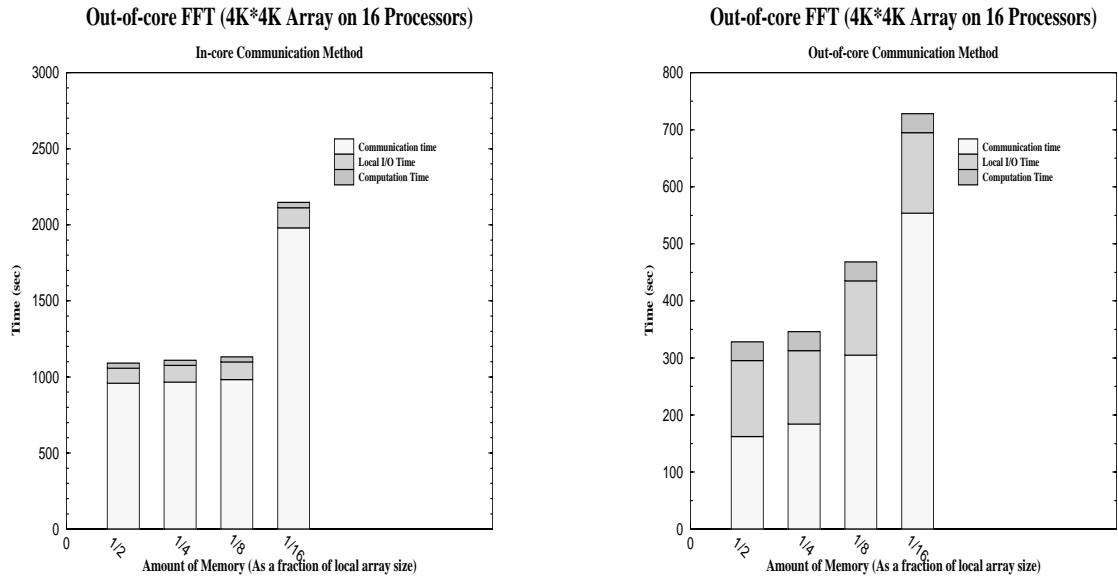 Out-of-core FFT (4K*4K Array on 16 Processors)
In-core Communication Method
3000
2500
2000
1500
1000
500
0
Time (sec)
Communication time
Local I/O Time
Computation Time
0
1/2
1/4
1/8
1/16
Amount of Memory (As a fraction of local array size)
Out-of-core FFT (4K*4K Array on 16 Processors)
Out-of-core Communication Method
800
700
600
500
400
300
200
100
0
Time (sec)
Communication time
Local I/O Time
Computation Time
0
1/2
1/4
1/8
1/16
Amount of Memory (As a fraction of local array size)